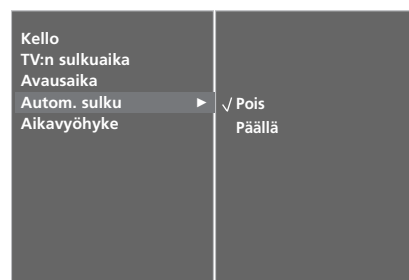 Kello
TV:n sulkuaika
Avausaika
Autom. sulku ► √ Pois
Aikavyöhyke Päällä